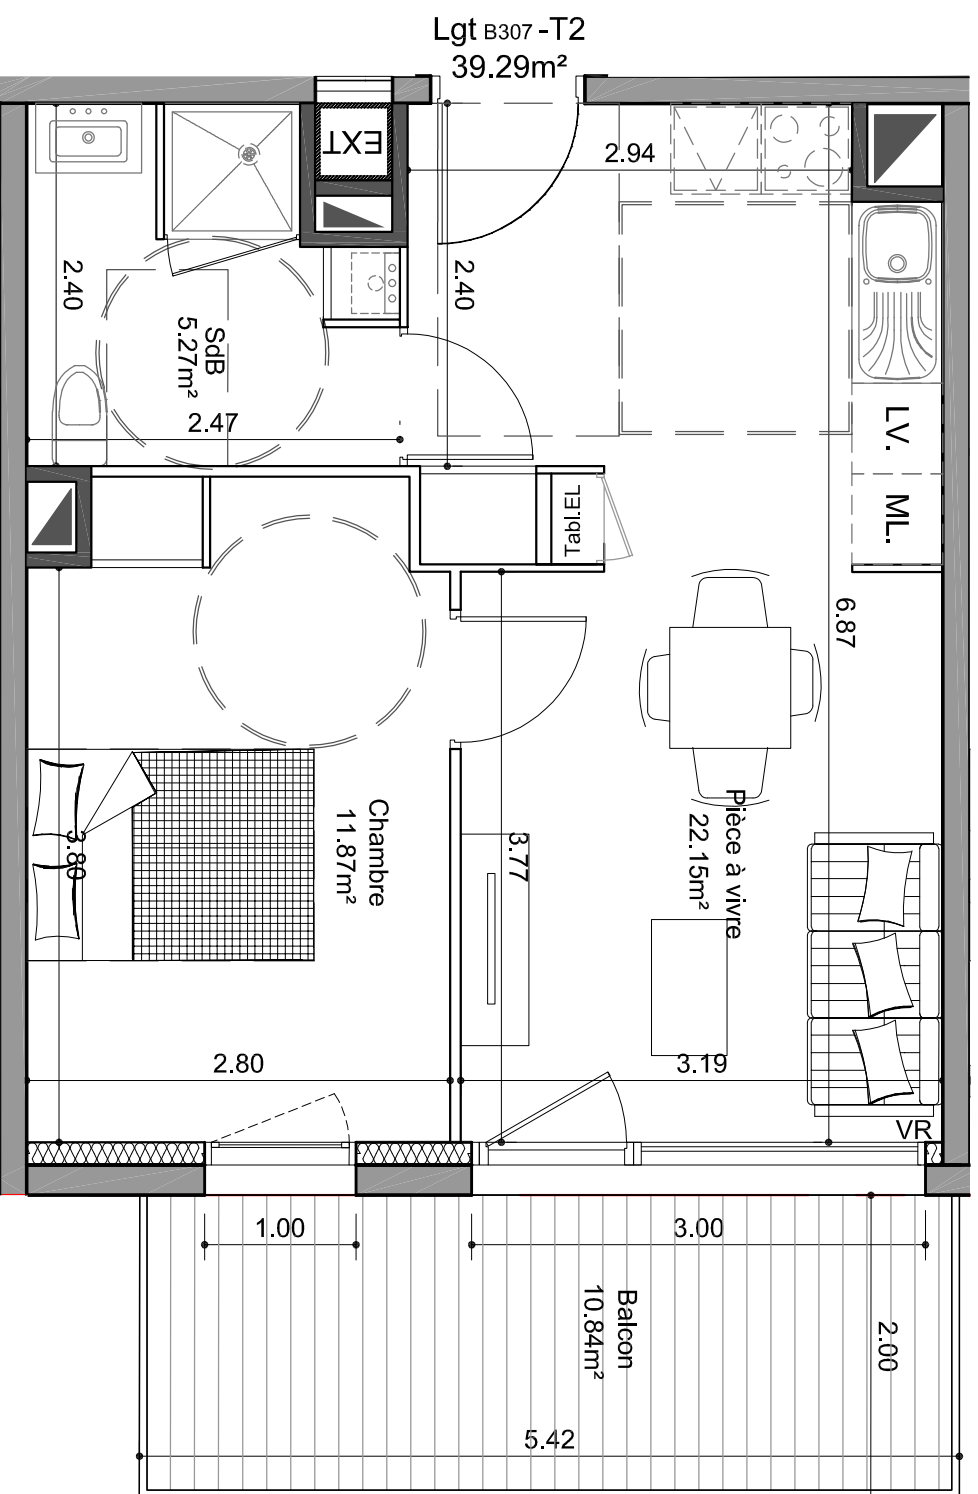 Lgt B307 -T2
39.29m²
EXT
2.94
2.40
2.40
SdB
5.27m²
2.47
LV.
ML.
Tabl.EL
6.87
Chambre
11.87m²
3.80
3.77
Pièce à vivre
22.15m²
2.80
3.19
VR
1.00
3.00
Balcon
10.84m²
2.00
5.42